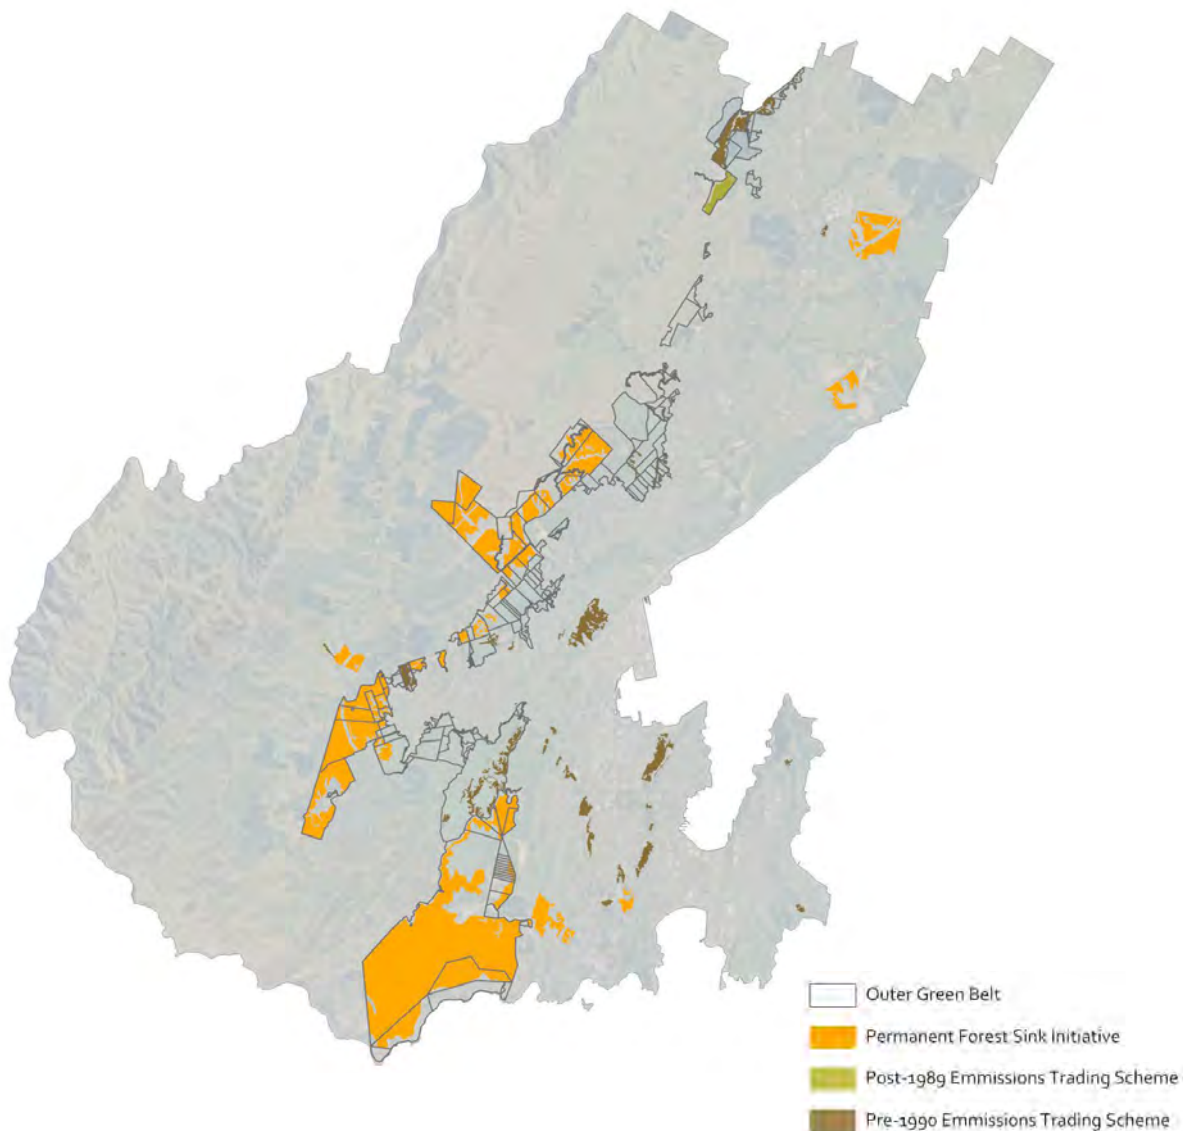 Outer Green Belt
Permanent Forest Sink Initiative
Post-1989 Emmissions Trading Scheme
Pre-1990 Emmissions Trading Scheme